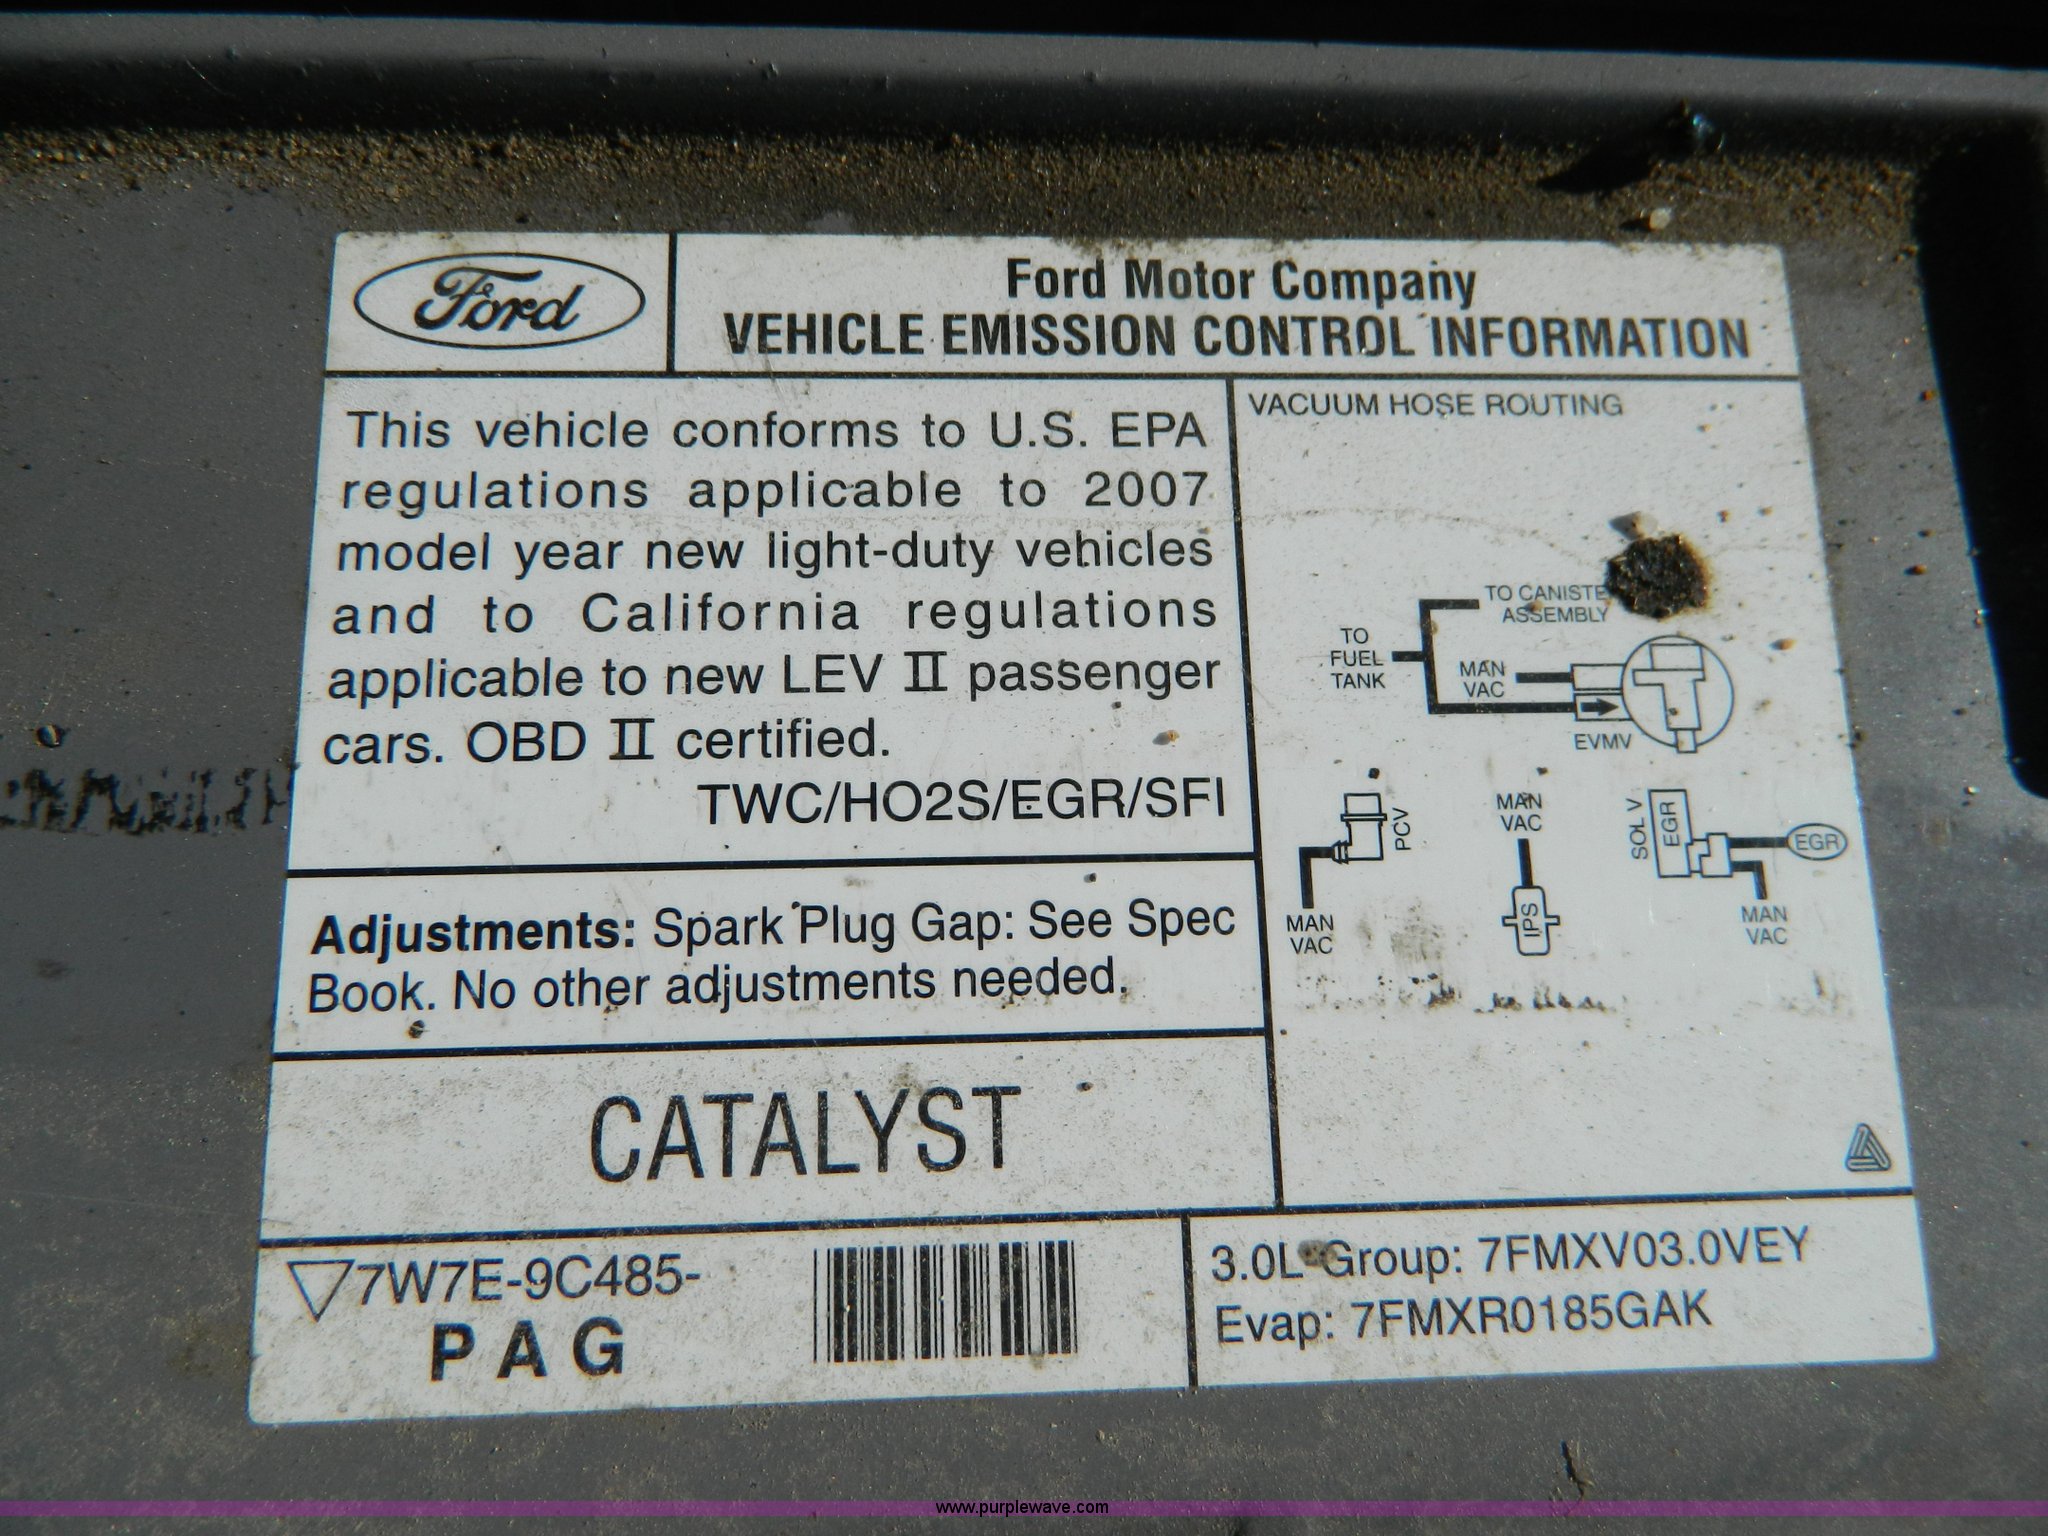 Ford
Ford Motor Company
VEHICLE EMISSION CONTROL INFORMATION
This vehicle conforms to U.S. EPA
regulations applicable to 2007
model year new light-duty vehicles
and to California regulations
applicable to new LEV II passenger
cars. OBD II certified.
TWC/HO2S/EGR/SFI
Adjustments: Spark Plug Gap: See Spec
Book. No other adjustments needed.
CATALYST
7W7E-9C485-
PAG
VACUUM HOSE ROUTING
TO CANISTE
ASSEMBLY
TO
FUEL
TANK
MAN
VAC
EVMV
PCV
MAN
VAC
MAN
VAC
IPS
SOL V
EGR
EGR
MAN
VAC
3.0L Group: 7FMXV03.0VEY
Evap: 7FMXR0185GAK
www.purplewave.com